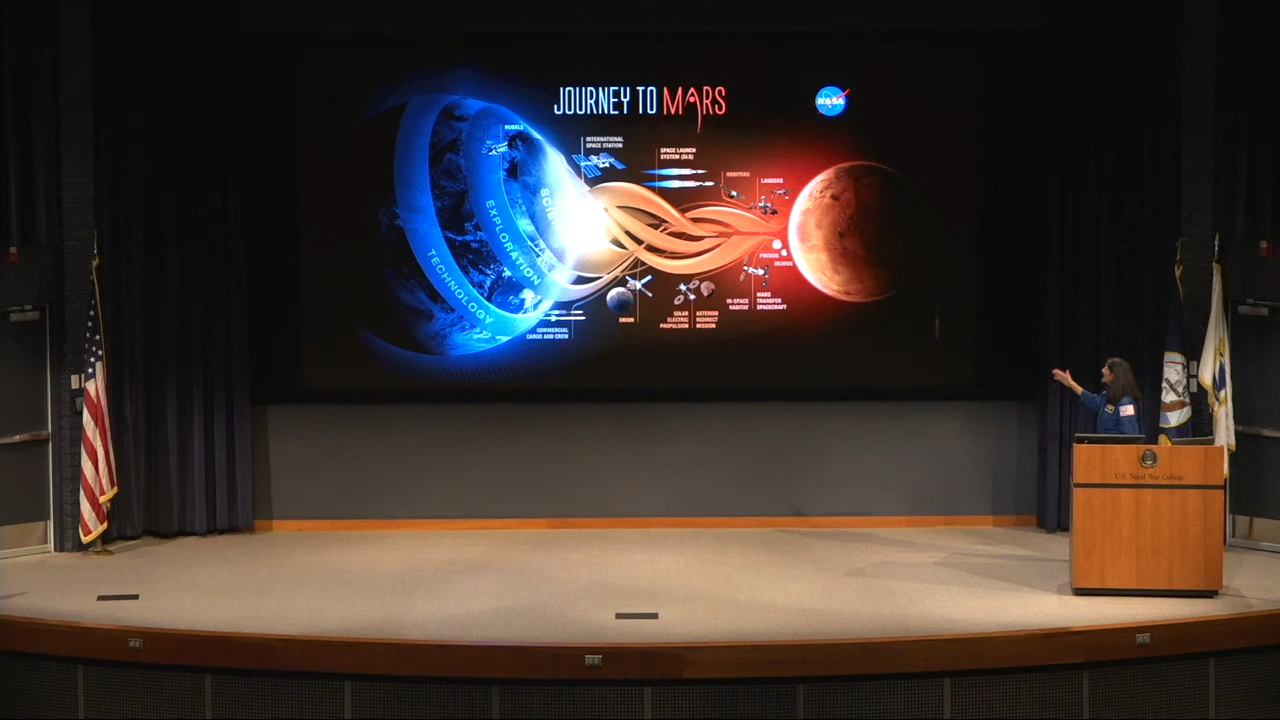 JOURNEY TO MARS
NASA
HUBBLE
INTERNATIONAL
SPACE STATION
SPACE LAUNCH
SYSTEM (SLS)
ORBITERS
LANDERS
EXPLORATION
TECHNOLOGY
PHOBOS
DEIMOS
COMMERCIAL
CARGO AND CREW
ORION
SOLAR
ELECTRIC
PROPULSION
ASTEROID
REDIRECT
MISSION
IN-SPACE
HABITAT
MARS
TRANSFER
SPACECRAFT
U.S. Naval War College